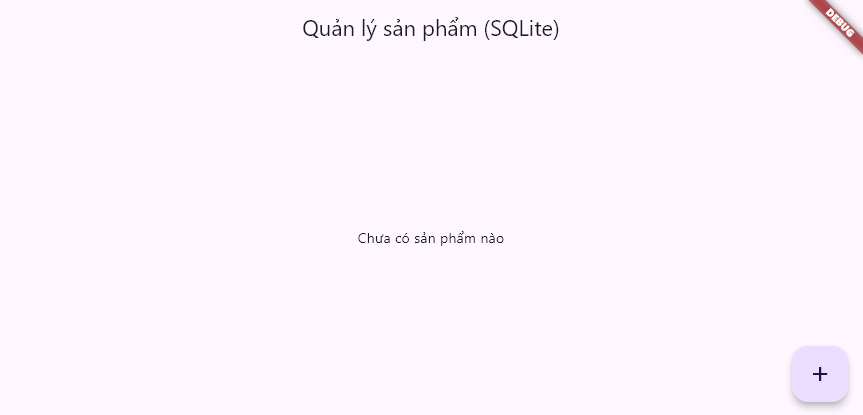 Quản lý sản phẩm (SQLite)
DEBUG
Chưa có sản phẩm nào
+